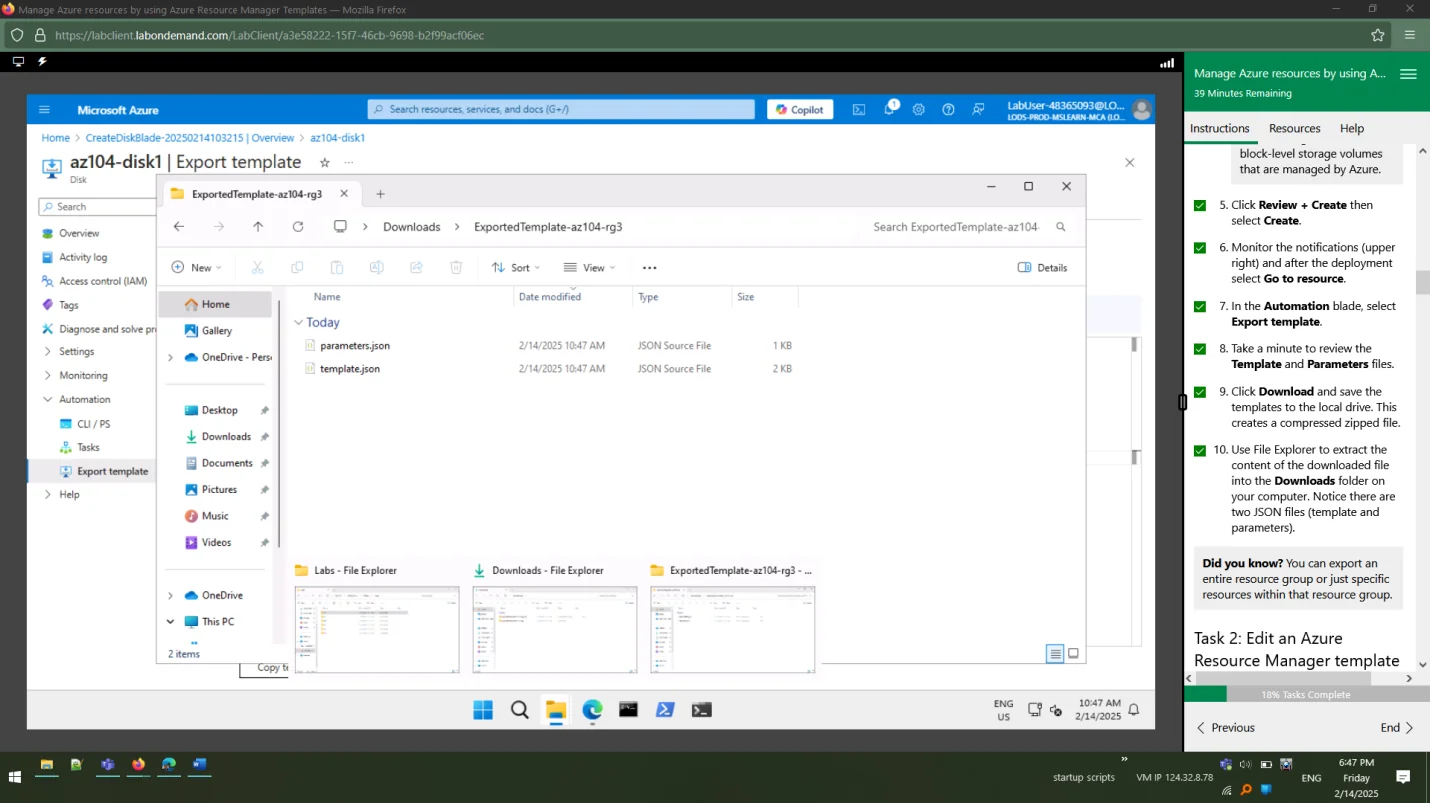 Manage Azure resources by using Azure Resource Manager Templates — Mozilla Firefox
https://labclient.labondemand.com/LabClient/a3e58222-15f7-46cb-9698-b2f99acf06ec
Microsoft Azure
Search resources, services, and docs (G+/)
Copilot
1
LabUser-48365093@LO...
LODS-PROD-MSLEARN-MCA (LO...
Home > CreateDiskBlade-20250214103215 | Overview > az104-disk1
az104-disk1 | Export template
Disk
Search
Overview
Activity log
Access control (IAM)
Tags
Diagnose and solve pr
Settings
Monitoring
Automation
CLI / PS
Tasks
Export template
Help
ExportedTemplate-az104-rg3
Downloads > ExportedTemplate-az104-rg3
Search ExportedTemplate-az104-
New
Sort
View
Details
Home
Gallery
OneDrive - Pers
Desktop
Downloads
Documents
Pictures
Music
Videos
OneDrive
This PC
Name
Date modified
Type
Size
Today
parameters.json 2/14/2025 10:47 AM JSON Source File 1 KB
template.json 2/14/2025 10:47 AM JSON Source File 2 KB
Labs - File Explorer
Downloads - File Explorer
ExportedTemplate-az104-rg3 - ...
2 items
Copy te
ENG
US
10:47 AM
2/14/2025
Manage Azure resources by using A...
39 Minutes Remaining
Instructions
Resources
Help
block-level storage volumes
that are managed by Azure.
5. Click Review + Create then
select Create.
6. Monitor the notifications (upper
right) and after the deployment
select Go to resource.
7. In the Automation blade, select
Export template.
8. Take a minute to review the
Template and Parameters files.
9. Click Download and save the
templates to the local drive. This
creates a compressed zipped file.
10. Use File Explorer to extract the
content of the downloaded file
into the Downloads folder on
your computer. Notice there are
two JSON files (template and
parameters).
Did you know? You can export an
entire resource group or just specific
resources within that resource group.
Task 2: Edit an Azure
Resource Manager template
18% Tasks Complete
Previous
End
startup scripts
VM IP 124.32.8.78
ENG
6:47 PM
Friday
2/14/2025